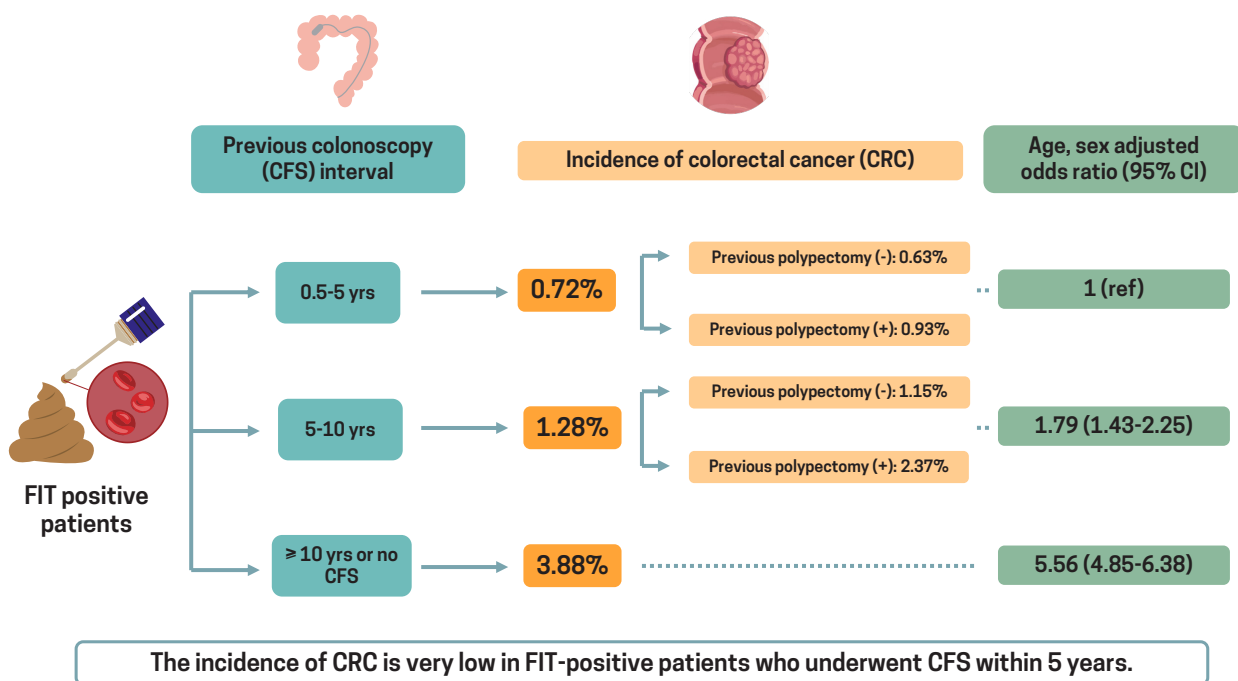 Previous colonoscopy
(CFS) interval
Incidence of colorectal cancer (CRC)
Age, sex adjusted
odds ratio (95% CI)
FIT positive
patients
0.5-5 yrs
0.72%
Previous polypectomy (-): 0.63%
Previous polypectomy (+): 0.93%
1 (ref)
5-10 yrs
1.28%
Previous polypectomy (-): 1.15%
Previous polypectomy (+): 2.37%
1.79 (1.43-2.25)
⩾ 10 yrs or no
CFS
3.88%
5.56 (4.85-6.38)
The incidence of CRC is very low in FIT-positive patients who underwent CFS within 5 years.